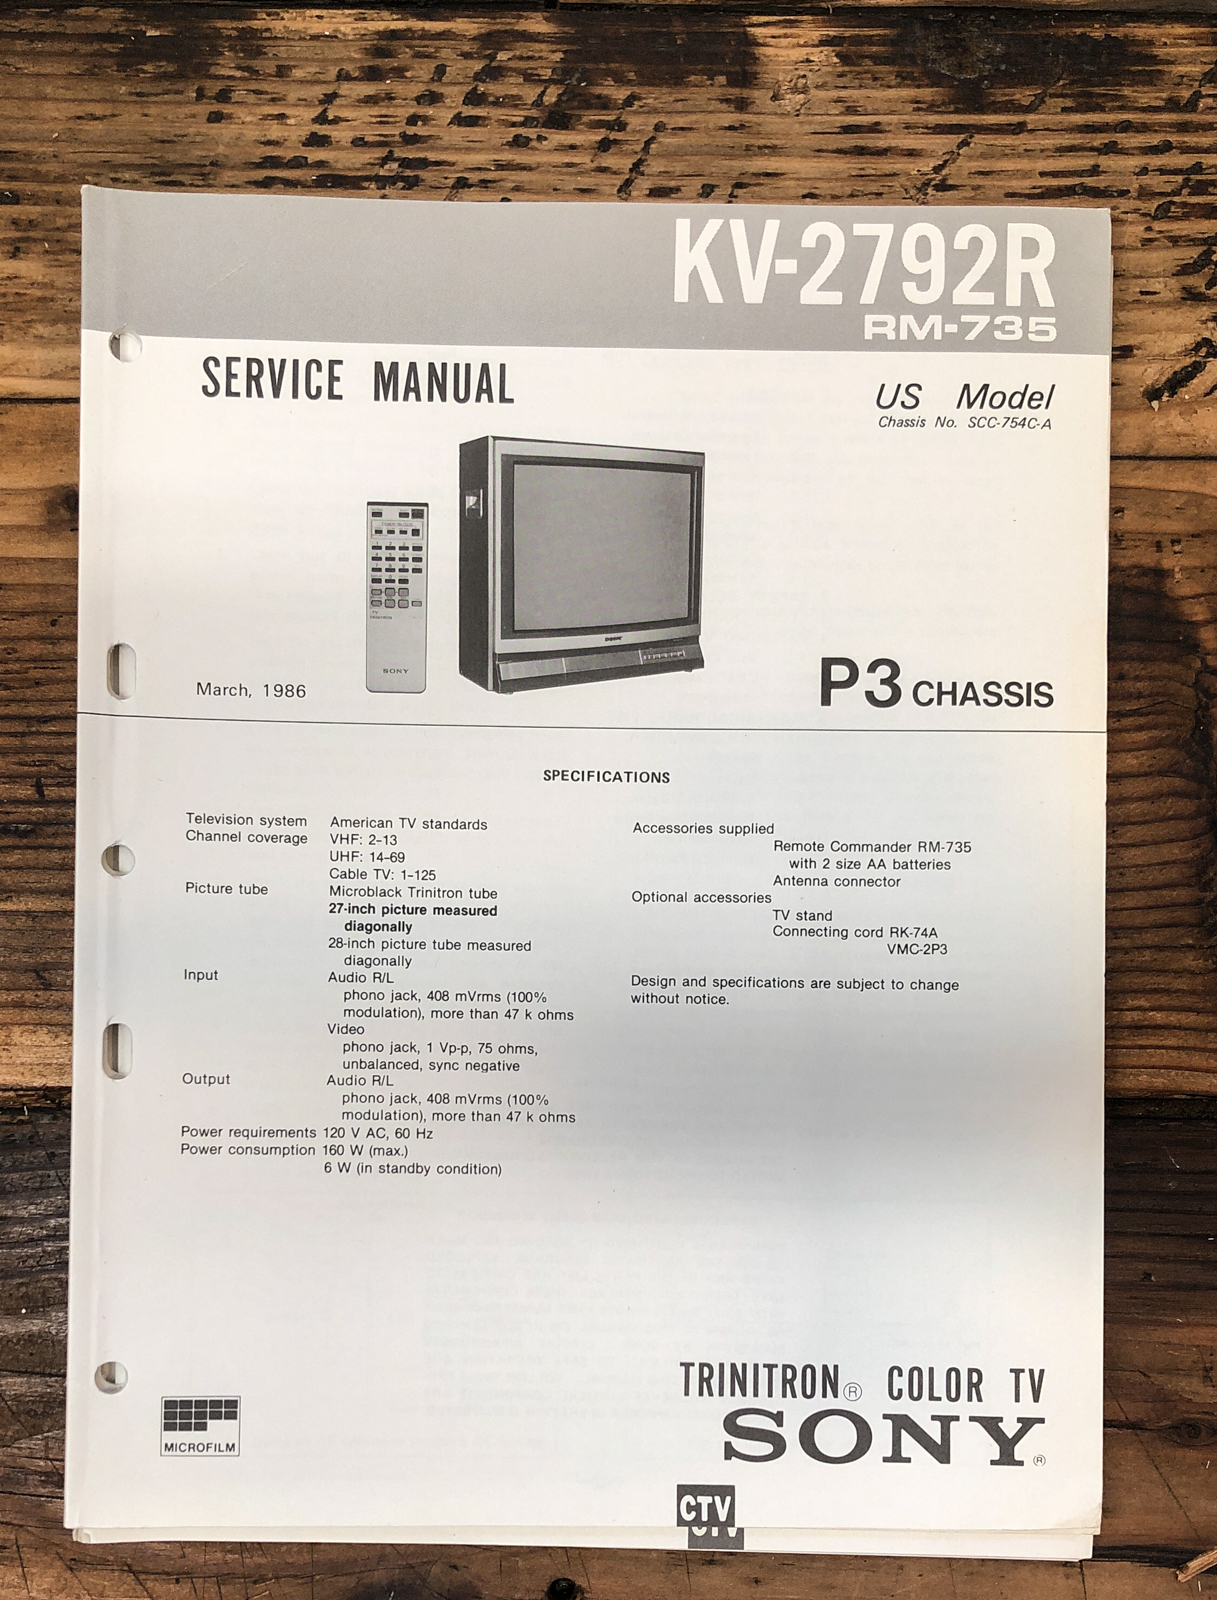 KV-2792R
RM-735
SERVICE MANUAL
US Model
Chassis No. SCC-754C-A
SONY
SONY
March, 1986
P3 CHASSIS
SPECIFICATIONS
Television system American TV standards
Channel coverage VHF: 2-13
UHF: 14-69
Cable TV: 1-125
Picture tube Microblack Trinitron tube
27-inch picture measured
diagonally
28-inch picture tube measured
diagonally
Input Audio R/L
phono jack, 408 mVrms (100%
modulation), more than 47 k ohms
Video
phono jack, 1 Vp-p, 75 ohms,
unbalanced, sync negative
Output Audio R/L
phono jack, 408 mVrms (100%
modulation), more than 47 k ohms
Power requirements 120 V AC, 60 Hz
Power consumption 160 W (max.)
6 W (in standby condition)
Accessories supplied
Remote Commander RM-735
with 2 size AA batteries
Antenna connector
Optional accessories
TV stand
Connecting cord RK-74A
VMC-2P3
Design and specifications are subject to change
without notice.
TRINITRON® COLOR TV
SONY®
MICROFILM
CTV
CTV